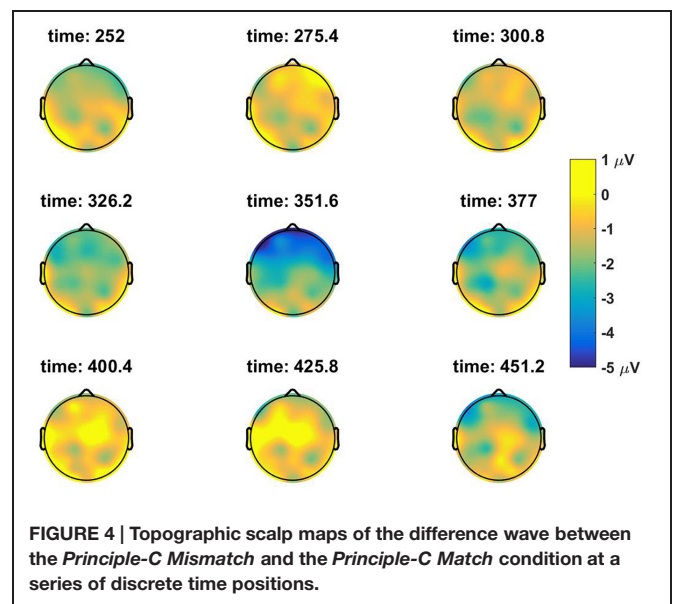 time: 252
time: 275.4
time: 300.8
time: 326.2
time: 351.6
time: 377
time: 400.4
time: 425.8
time: 451.2
1 μV
0
-1
-2
-3
-4
-5 μV
FIGURE 4 | Topographic scalp maps of the difference wave between
the Principle-C Mismatch and the Principle-C Match condition at a
series of discrete time positions.